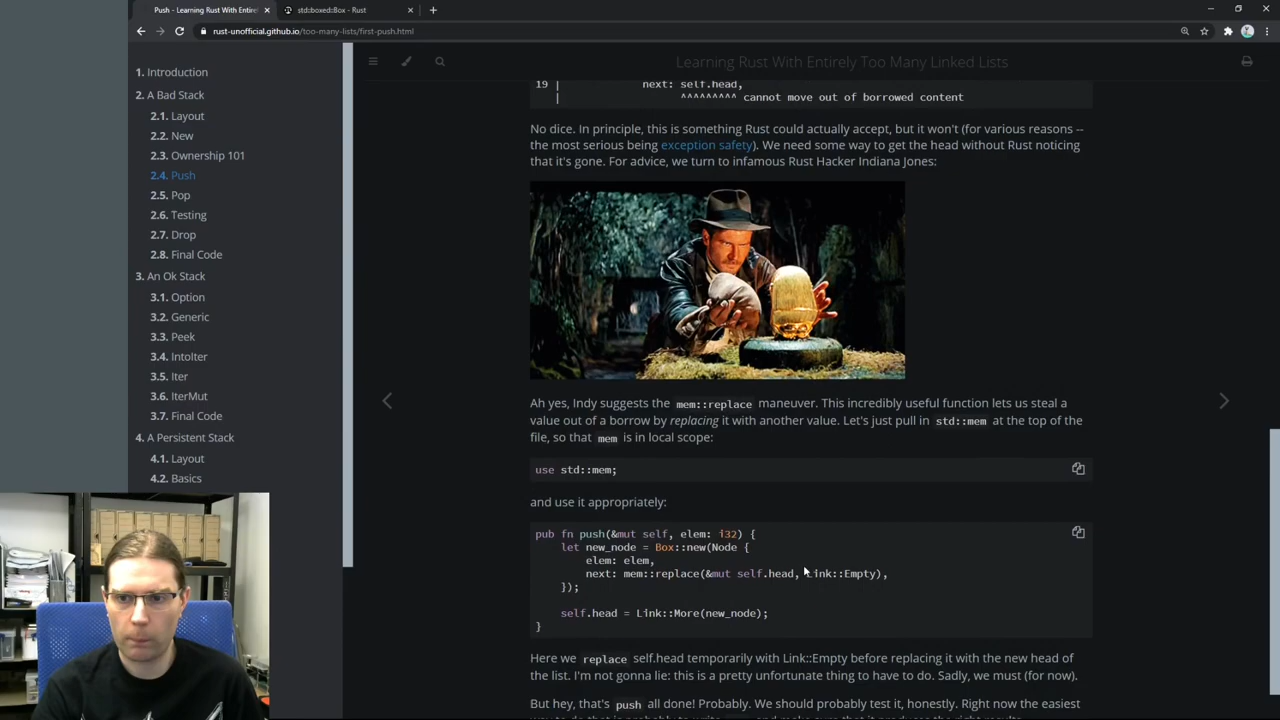 Push - Learning Rust With Entirel
std::boxed::Box - Rust
rust-unofficial.github.io/too-many-lists/first-push.html
1. Introduction
2. A Bad Stack
2.1. Layout
2.2. New
2.3. Ownership 101
2.4. Push
2.5. Pop
2.6. Testing
2.7. Drop
2.8. Final Code
3. An Ok Stack
3.1. Option
3.2. Generic
3.3. Peek
3.4. IntoIter
3.5. Iter
3.6. IterMut
3.7. Final Code
4. A Persistent Stack
4.1. Layout
4.2. Basics
Learning Rust With Entirely Too Many Linked Lists
19 | next: self.head,
| ^^^^^^^^^ cannot move out of borrowed content
No dice. In principle, this is something Rust could actually accept, but it won't (for various reasons --
the most serious being exception safety). We need some way to get the head without Rust noticing
that it's gone. For advice, we turn to infamous Rust Hacker Indiana Jones:
Ah yes, Indy suggests the mem::replace maneuver. This incredibly useful function lets us steal a
value out of a borrow by replacing it with another value. Let's just pull in std::mem at the top of the
file, so that mem is in local scope:
use std::mem;
and use it appropriately:
pub fn push(&mut self, elem: i32) {
let new_node = Box::new(Node {
elem: elem,
next: mem::replace(&mut self.head, Link::Empty),
});
self.head = Link::More(new_node);
}
Here we replace self.head temporarily with Link::Empty before replacing it with the new head of
the list. I'm not gonna lie: this is a pretty unfortunate thing to have to do. Sadly, we must (for now).
But hey, that's push all done! Probably. We should probably test it, honestly. Right now the easiest